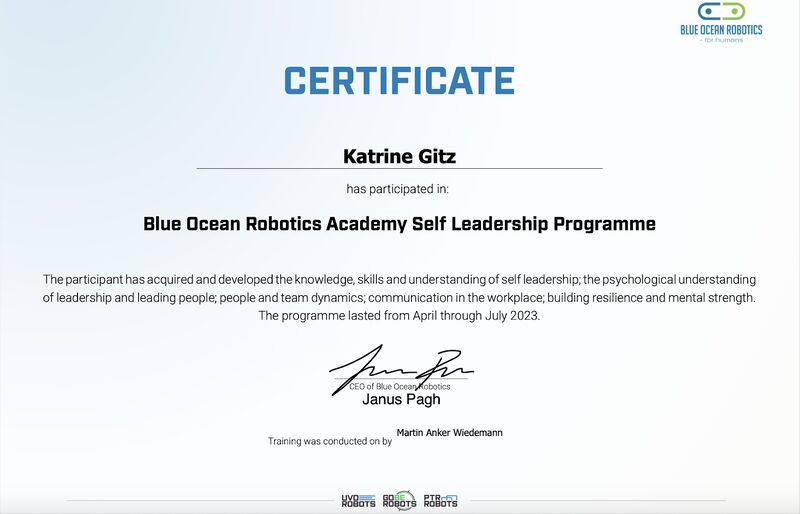 BLUE OCEAN ROBOTICS
- for humans
CERTIFICATE
Katrine Gitz
has participated in:
Blue Ocean Robotics Academy Self Leadership Programme
The participant has acquired and developed the knowledge, skills and understanding of self leadership; the psychological understanding
of leadership and leading people; people and team dynamics; communication in the workplace; building resilience and mental strength.
The programme lasted from April through July 2023.
CEO of Blue Ocean Robotics
Janus Pagh
Training was conducted on by Martin Anker Wiedemann
UVD ROBOTS
GOBE ROBOTS
PTR ROBOTS